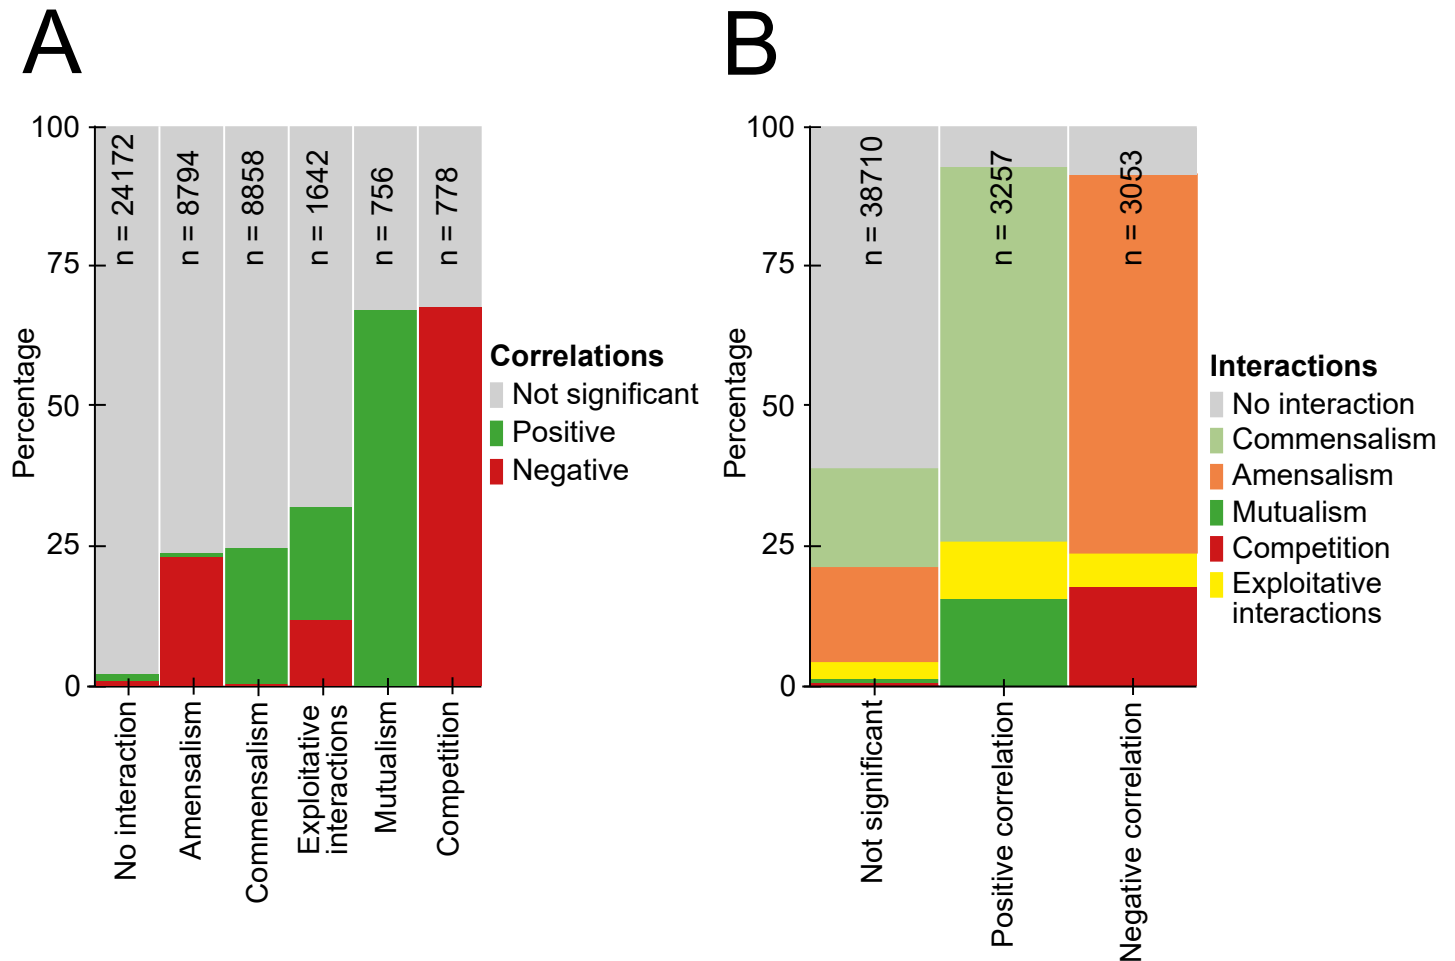 A
100
75
50
25
0
Percentage
n = 24172
n = 8794
n = 8858
n = 1642
n = 756
n = 778
No interaction
Amensalism
Commensalism
Exploitative
interactions
Mutualism
Competition
Correlations
Not significant
Positive
Negative
B
100
75
50
25
0
Percentage
n = 38710
n = 3257
n = 3053
Not significant
Positive correlation
Negative correlation
Interactions
No interaction
Commensalism
Amensalism
Mutualism
Competition
Exploitative
interactions